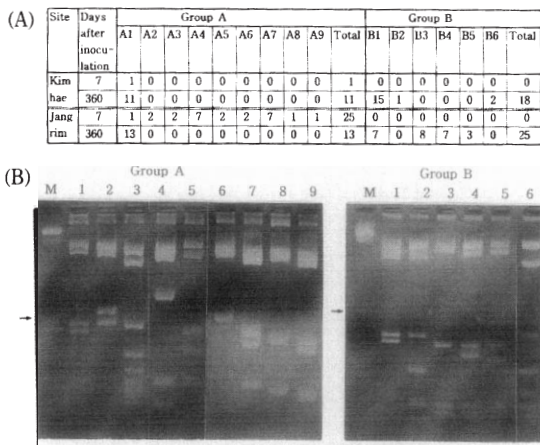 (A)
Site Days after inocu- lation Group A Group B
A1 A2 A3 A4 A5 A6 A7 A8 A9 Total B1 B2 B3 B4 B5 B6 Total
Kim 7 1 0 0 0 0 0 0 0 0 1 0 0 0 0 0 0 0
hae 360 11 0 0 0 0 0 0 0 0 11 15 1 0 0 0 2 18
Jang 7 1 2 2 7 2 2 7 1 1 25 0 0 0 0 0 0 0
rim 360 13 0 0 0 0 0 0 0 0 13 7 0 8 7 3 0 25
(B)
Group A Group B
M 1 2 3 4 5 6 7 8 9 M 1 2 3 4 5 6